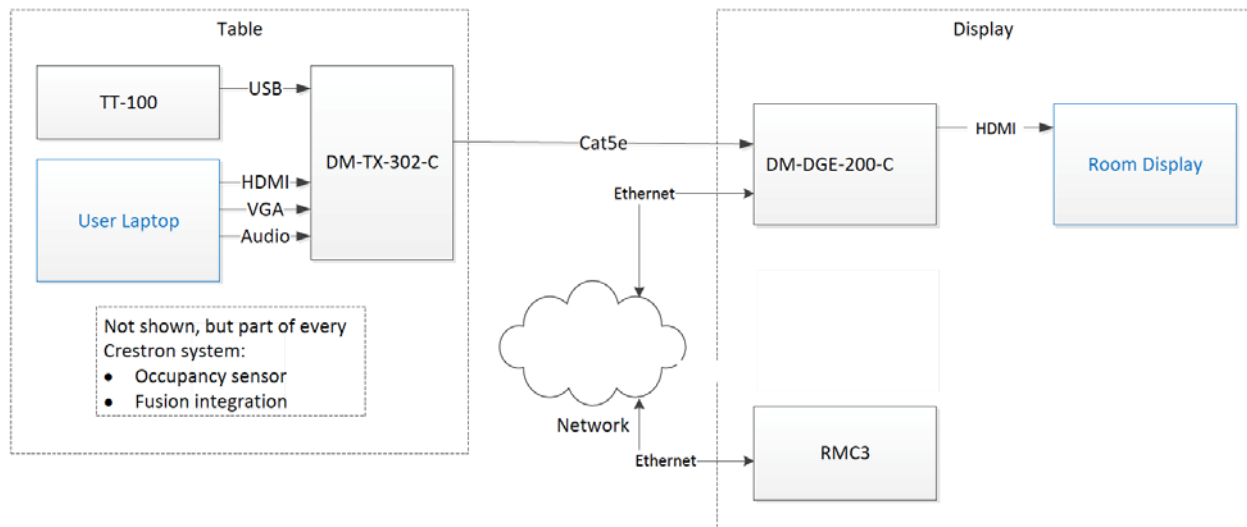 Table
TT-100
USB
DM-TX-302-C
User Laptop
HDMI
VGA
Audio
Not shown, but part of every
Crestron system:
• Occupancy sensor
• Fusion integration
Cat5e
Ethernet
Network
Ethernet
Display
DM-DGE-200-C
HDMI
Room Display
RMC3